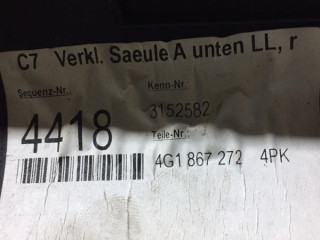 C7 Verkl. Saeule A unten LL, r
Sequenz-Nr.: Kenn-Nr.:
4418 3152582
Teile-Nr.:
4G1 867 272 4PK